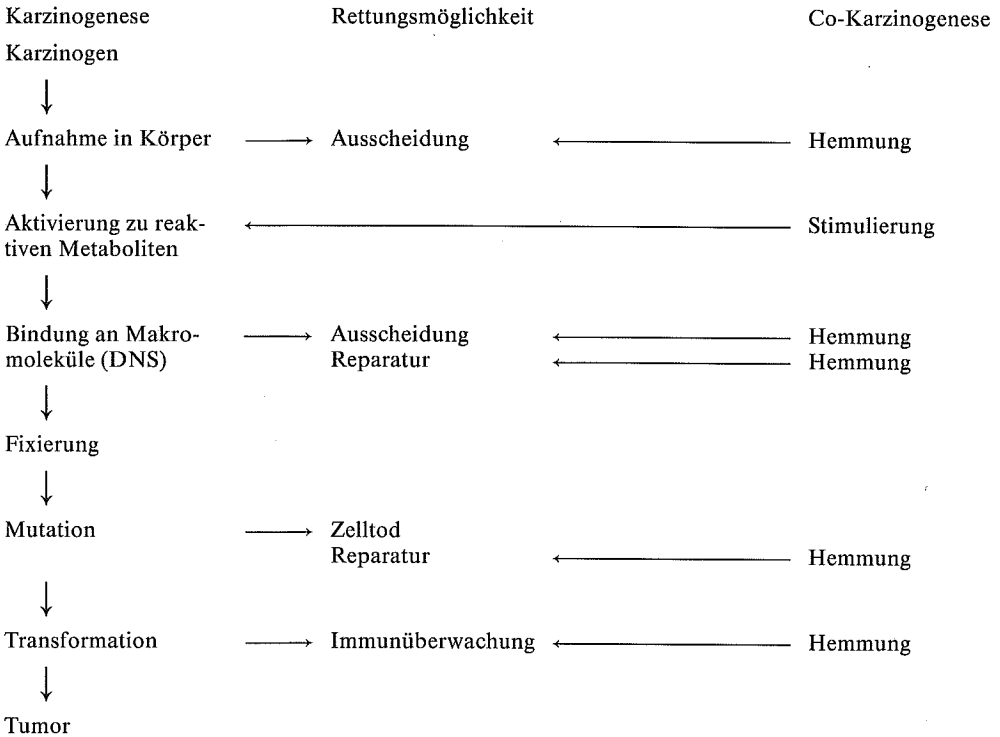 Karzinogenese Rettungsmöglichkeit Co-Karzinogenese
Karzinogen
Aufnahme in Körper Ausscheidung Hemmung
Aktivierung zu reak- Stimulierung
tiven Metaboliten
Bindung an Makro- Ausscheidung Hemmung
moleküle (DNS) Reparatur Hemmung
Fixierung
Mutation Zelltod
Reparatur Hemmung
Transformation Immunüberwachung Hemmung
Tumor